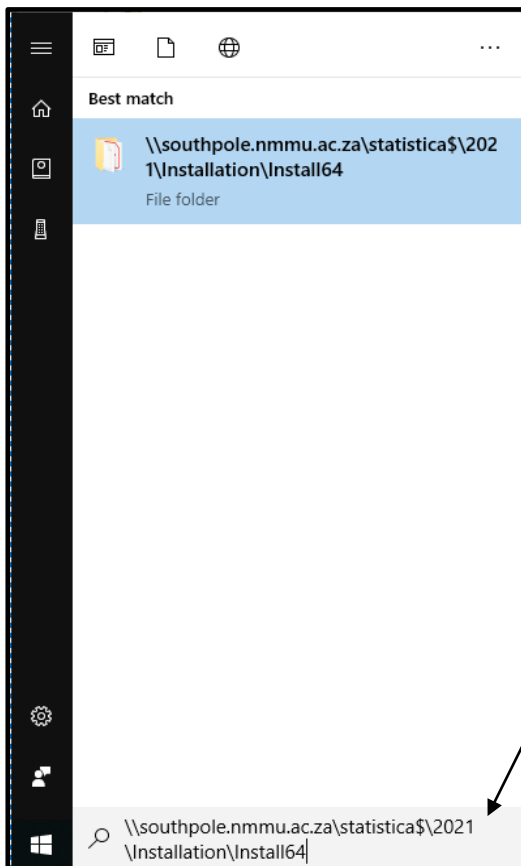 Best match
\\southpole.nmmu.ac.za\statistica$\202
1\Installation\Install64
File folder
\\southpole.nmmu.ac.za\statistica$\2021
\Installation\Install64